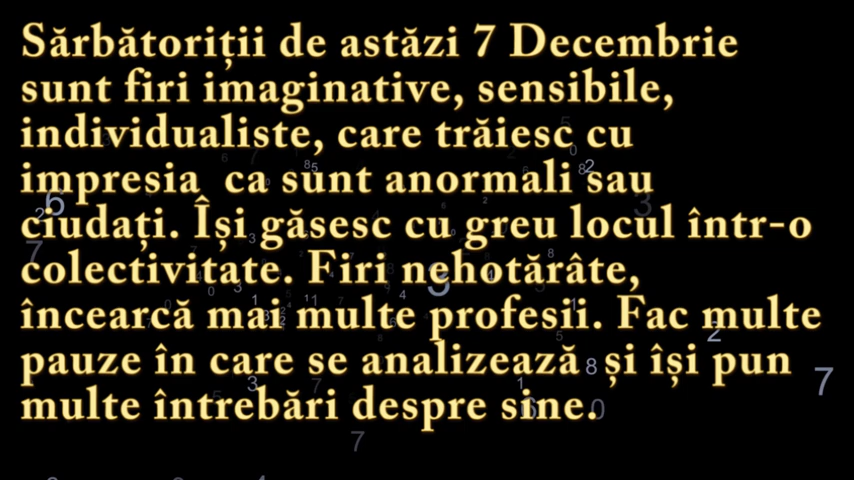 Sărbătoriții de astăzi 7 Decembrie
sunt firi imaginative, sensibile,
individualiste, care trăiesc cu
impresia ca sunt anormali sau
ciudați. Își găsesc cu greu locul într-o
colectivitate. Firi nehotărâte,
încearcă mai multe profesii. Fac multe
pauze în care se analizează și își pun
multe întrebări despre sine.